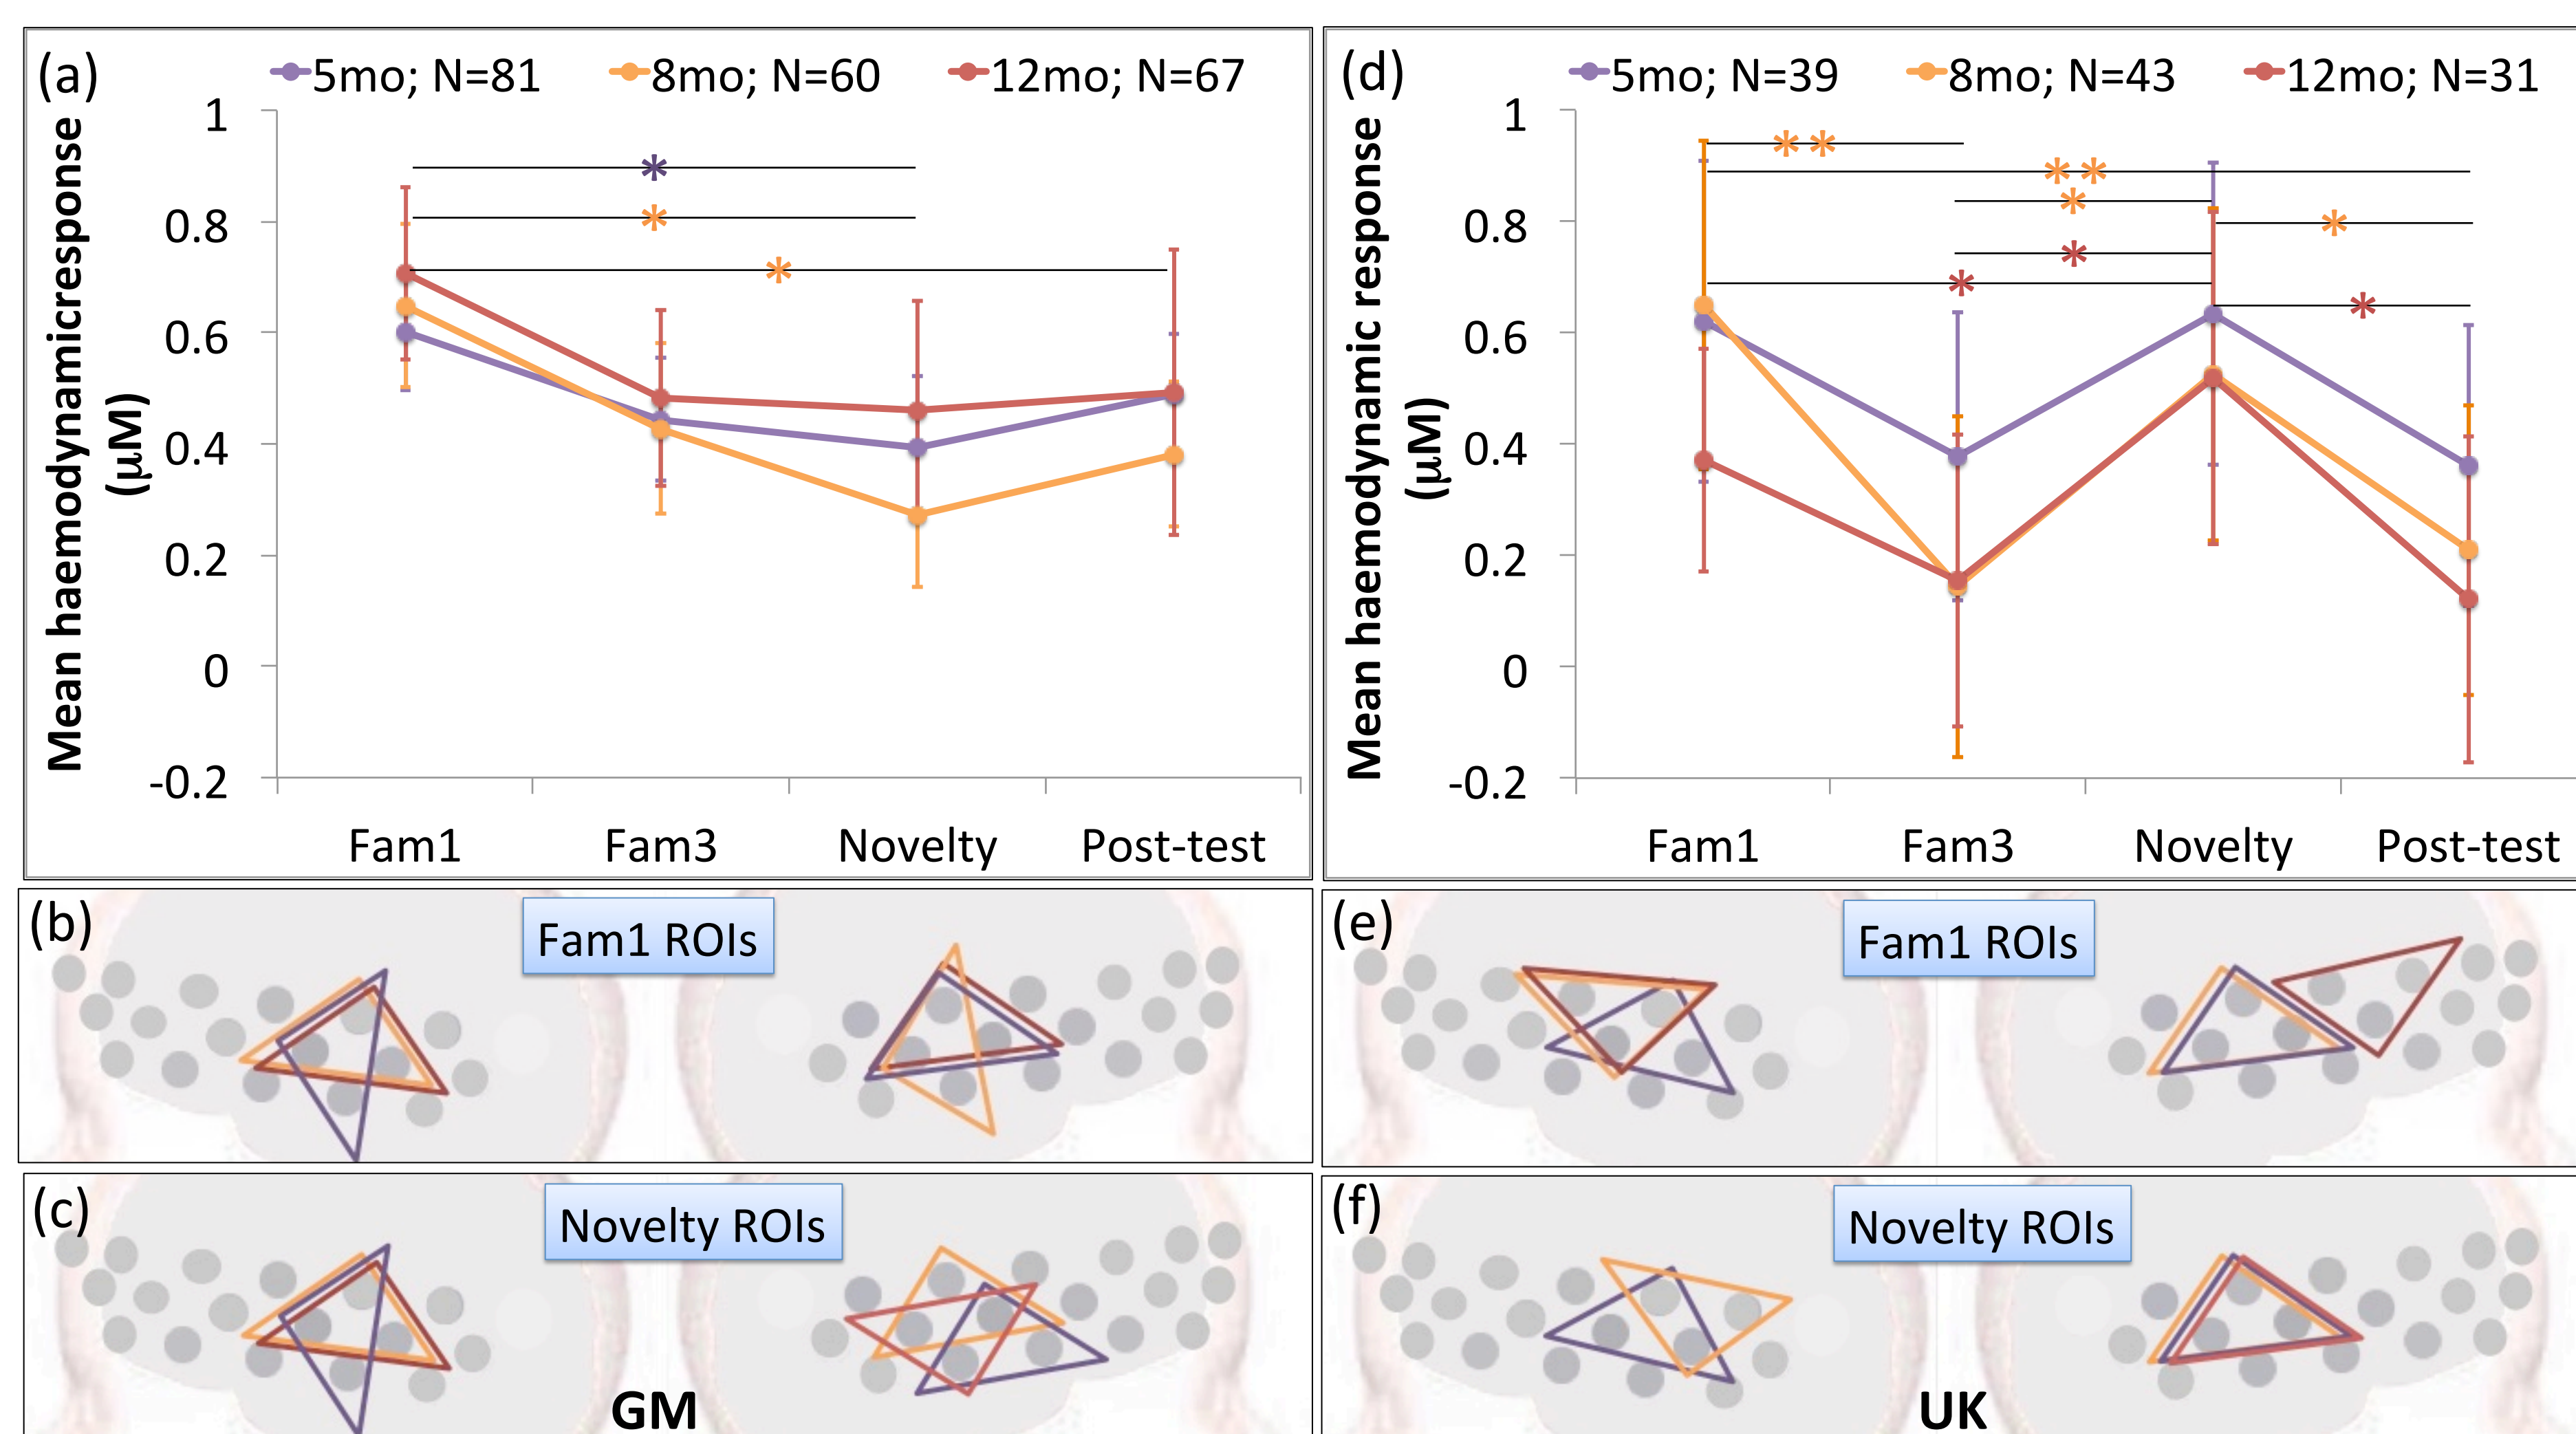 (a)
5mo; N=81 8mo; N=60 12mo; N=67
Mean haemodynamicresponse
(μM)
1
0.8
0.6
0.4
0.2
0
-0.2
*
*
*
Fam1 Fam3 Novelty Post-test
(d)
5mo; N=39 8mo; N=43 12mo; N=31
Mean haemodynamic response
(μM)
1
0.8
0.6
0.4
0.2
0
-0.2
**
**
*
*
*
*
*
Fam1 Fam3 Novelty Post-test
(b)
Fam1 ROIs
(e)
Fam1 ROIs
(c)
Novelty ROIs
GM
(f)
Novelty ROIs
UK